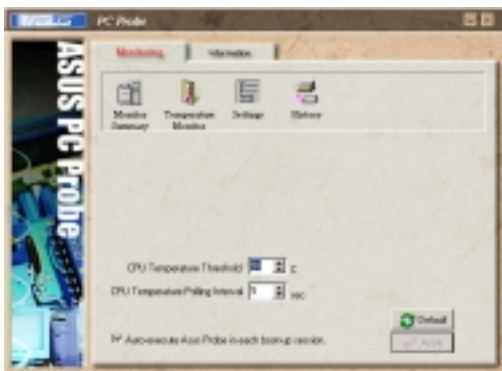 PC Probe
ASUS PC Probe
Monitoring
Information
Monitor Summary
Temperature Monitor
Settings
History
CPU Temperature Threshold
C
CPU Temperature Polling Interval
sec
Auto-execute Asus Probe in each boot-up session.
Default
Apply